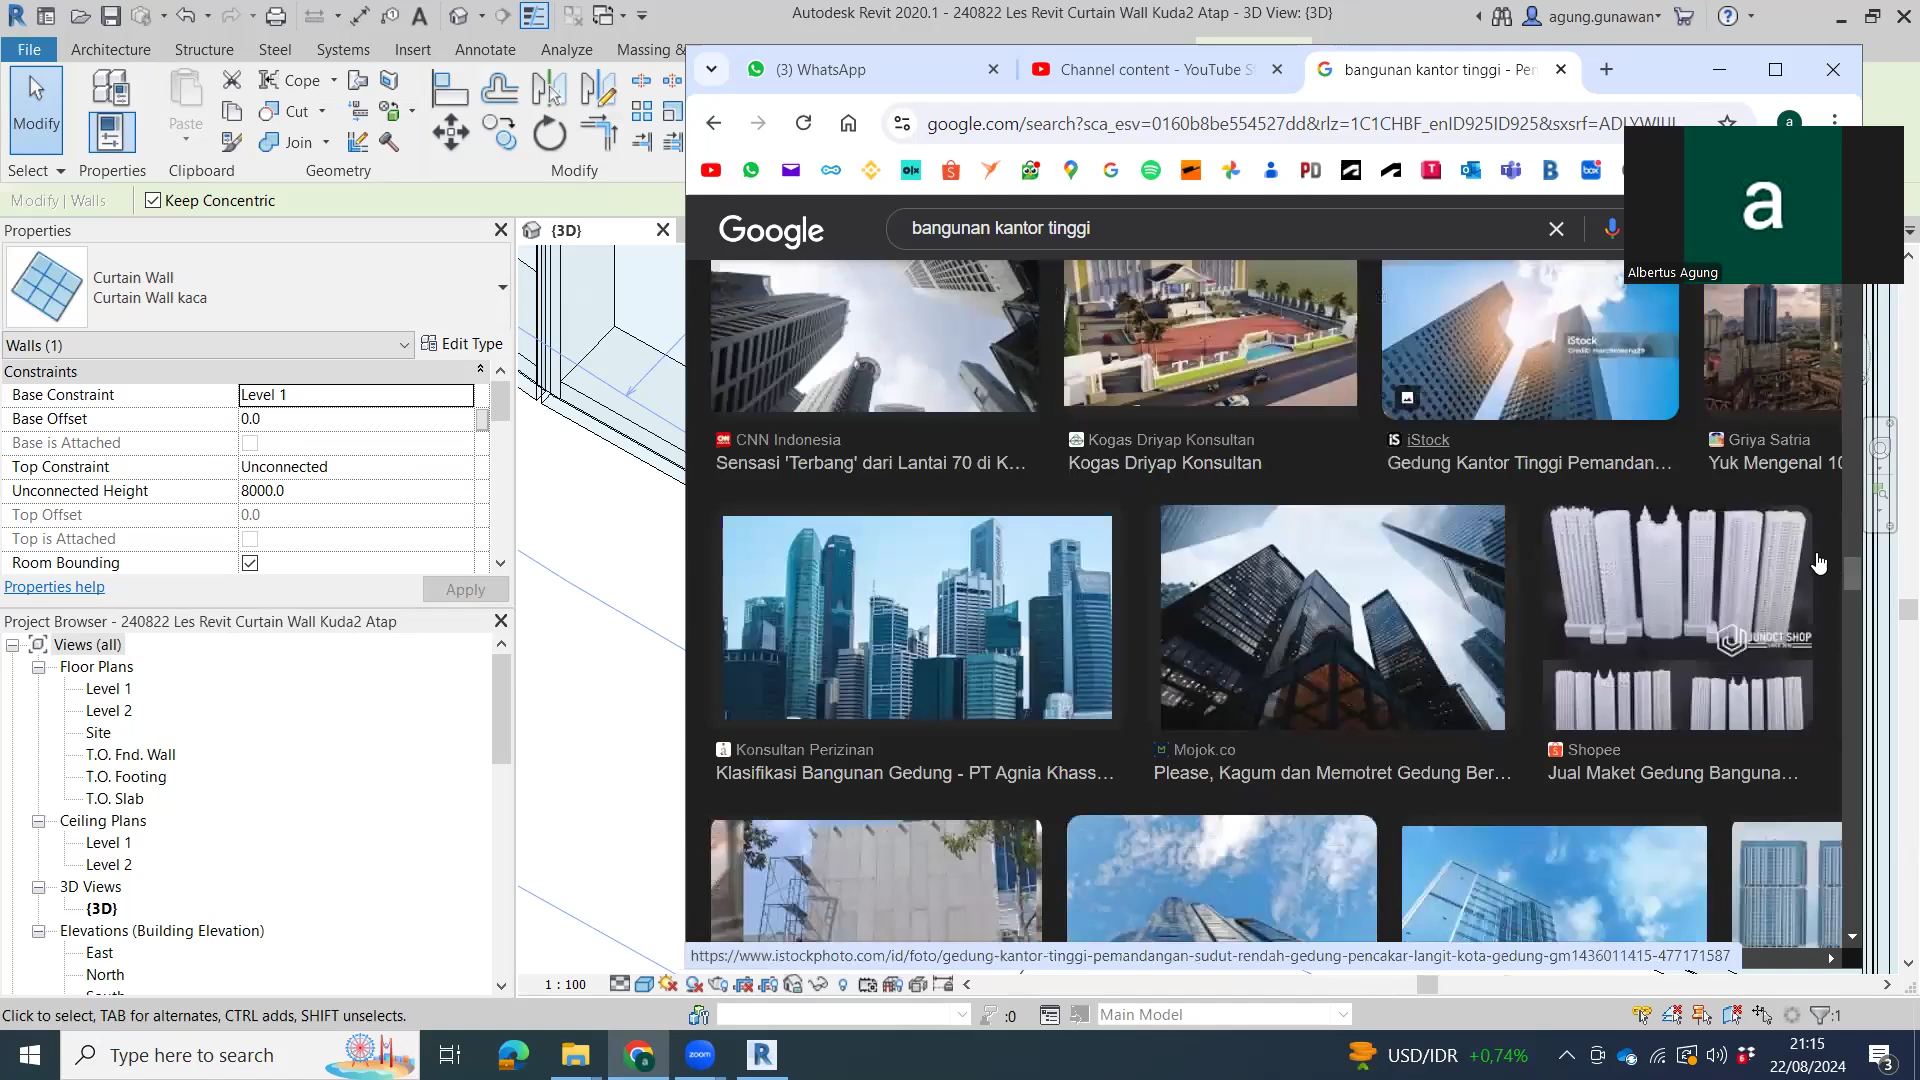 Autodesk Revit 2020.1 - 240822 Les Revit Curtain Wall Kuda2 Atap - 3D View: {3D}
agung.gunawan
File
Architecture
Structure
Steel
Systems
Insert
Annotate
Analyze
Massing &
Modify
Paste
Cope
Cut
Join
Select
Properties
Clipboard
Geometry
Modify
Modify | Walls
Keep Concentric
Properties
Curtain Wall
Curtain Wall kaca
Walls (1)
Edit Type
Constraints
Base Constraint
Level 1
Base Offset
0.0
Base is Attached
Top Constraint
Unconnected
Unconnected Height
8000.0
Top Offset
0.0
Top is Attached
Room Bounding
Properties help
Apply
Project Browser - 240822 Les Revit Curtain Wall Kuda2 Atap
Views (all)
Floor Plans
Level 1
Level 2
Site
T.O. Fnd. Wall
T.O. Footing
T.O. Slab
Ceiling Plans
Level 1
Level 2
3D Views
{3D}
Elevations (Building Elevation)
East
North
{3D}
(3) WhatsApp
Channel content - YouTube S
bangunan kantor tinggi - Pen
google.com/search?sca_esv=0160b8be554527dd&rlz=1C1CHBF_enID925ID925&sxsrf=
a
Google
bangunan kantor tinggi
a
Albertus Agung
iStock
CNN Indonesia
Sensasi 'Terbang' dari Lantai 70 di K...
Kogas Driyap Konsultan
Kogas Driyap Konsultan
iS iStock
Gedung Kantor Tinggi Pemandan...
Griya Satria
Yuk Mengenal 10
JUNDCT SHOP
Konsultan Perizinan
Klasifikasi Bangunan Gedung - PT Agnia Khass...
Mojok.co
Please, Kagum dan Memotret Gedung Ber...
Shopee
Jual Maket Gedung Banguna...
https://www.istockphoto.com/id/foto/gedung-kantor-tinggi-pemandangan-sudut-rendah-gedung-pencakar-langit-kota-gedung-gm1436011415-477171587
1 : 100
Click to select, TAB for alternates, CTRL adds, SHIFT unselects.
:0
Main Model
:1
Type here to search
zoom
USD/IDR +0,74%
21:15
22/08/2024
3